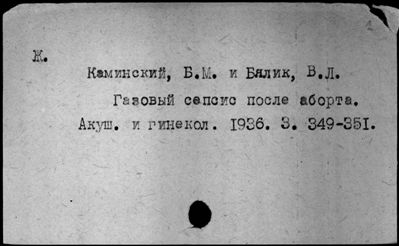 Ж.
Каминский, Б.М. и Бялик, В.Л.
Газовый сепсис после аборта.
Акуш. и гинекол. 1936. 3. 349-351.